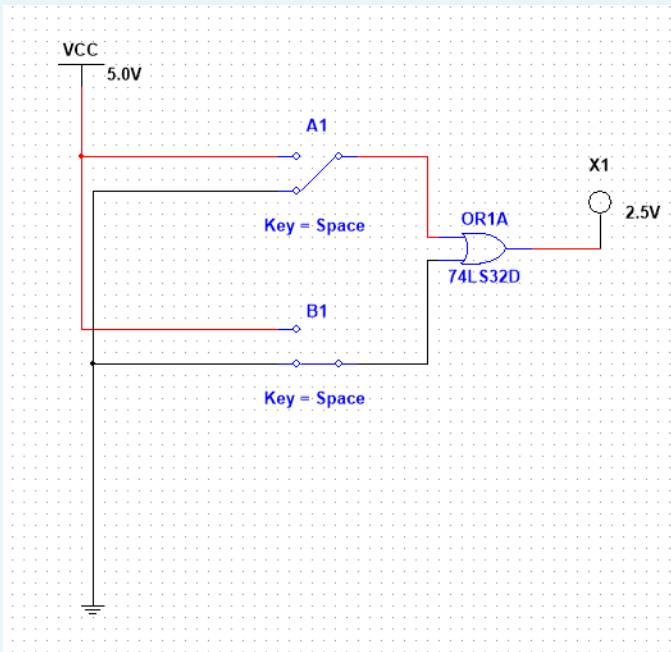 VCC
5.0V
A1
Key = Space
X1
2.5V
OR1A
74LS32D
B1
Key = Space